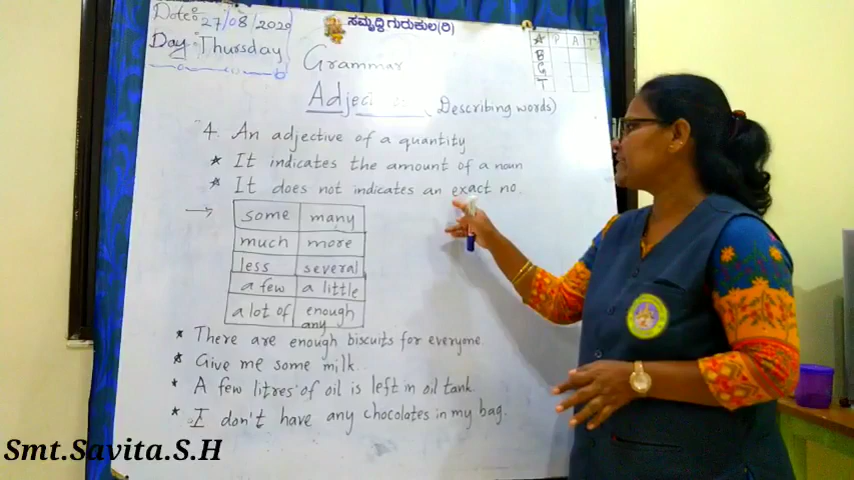 Date: 27/08/2020
Day: Thursday
ಸಮೃದ್ಧಿ ಗುರುಕುಲ(ರಿ)
P A T
B
G
T
Grammar
(Describing words)
4. An adjective of a quantity
* It indicates the amount of a noun
* It does not indicates an exact no.
→ some many
much more
less several
a few a little
a lot of enough
any
* There are enough biscuits for everyone.
* Give me some milk.
* A few litres of oil is left in oil tank.
* I don't have any chocolates in my bag.
Smt.Savita.S.H